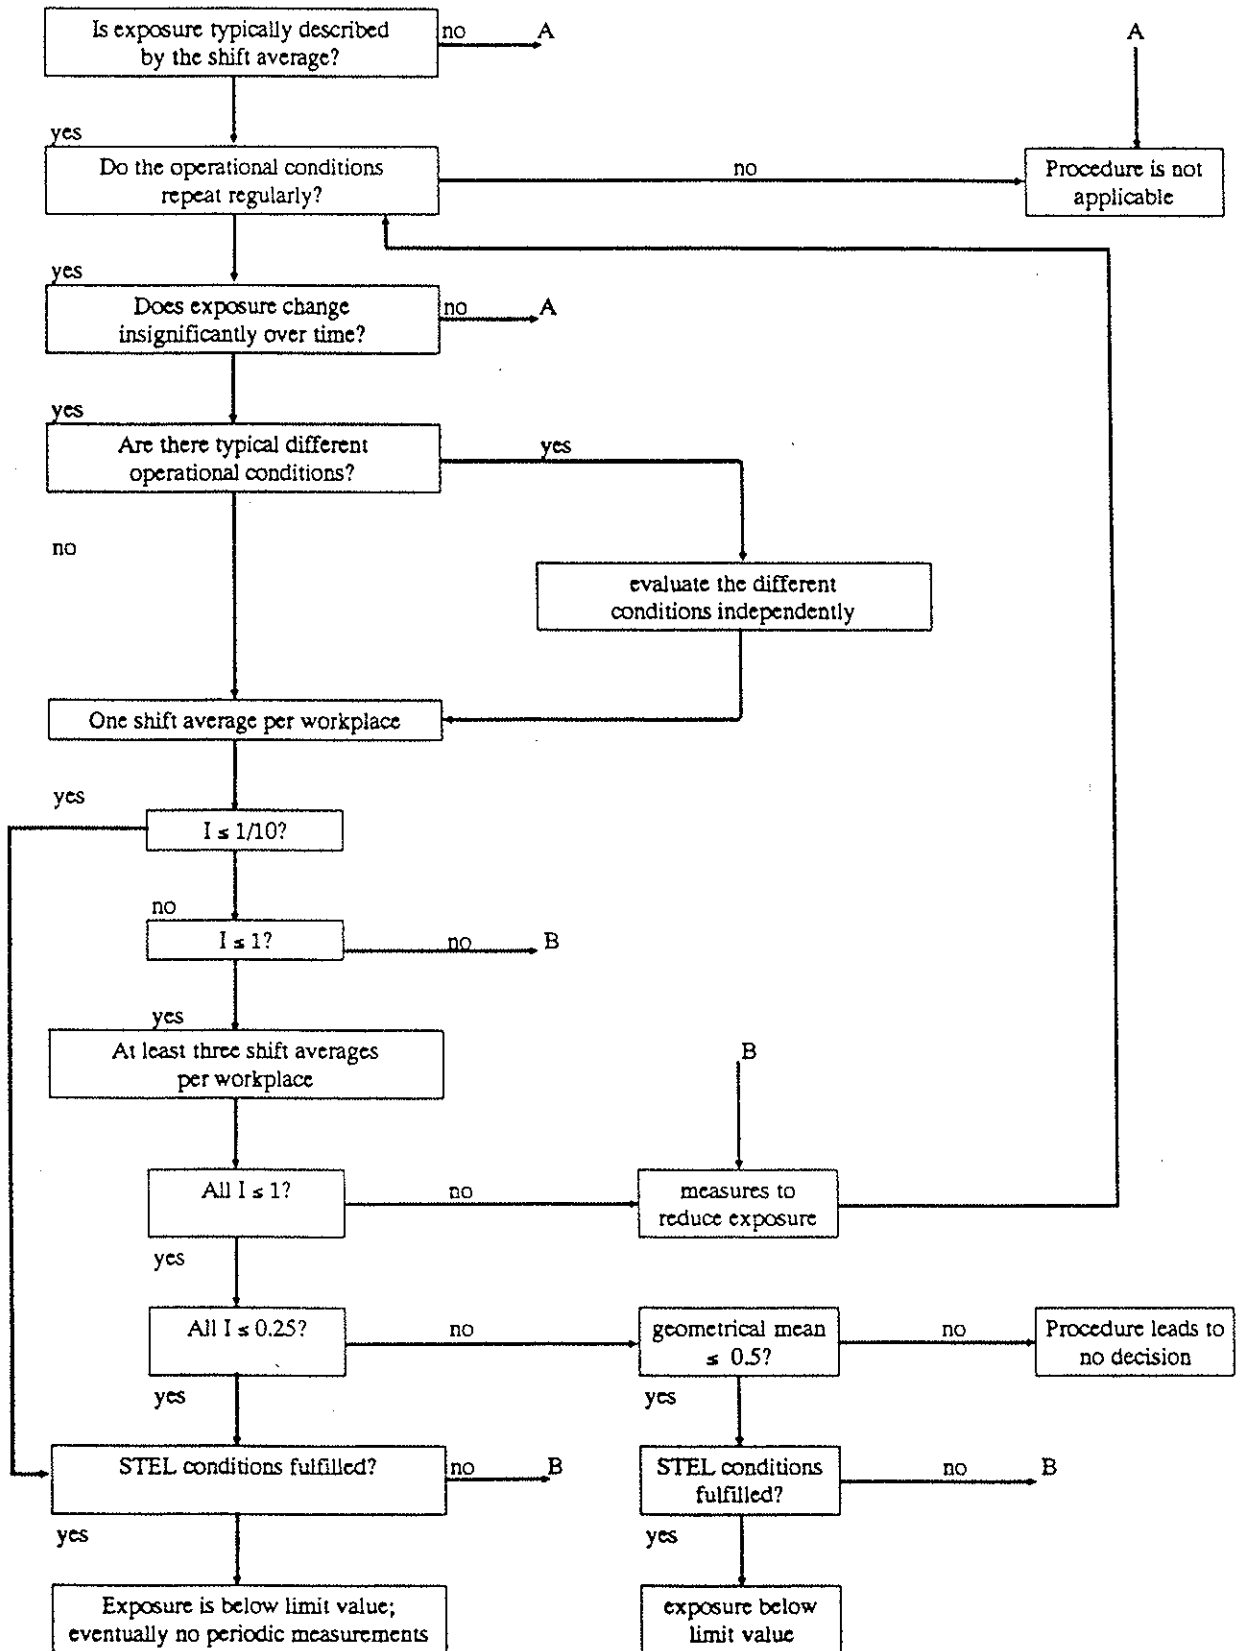 Is exposure typically described
by the shift average?
no
A
A
yes
Do the operational conditions
repeat regularly?
no
Procedure is not
applicable
yes
Does exposure change
insignificantly over time?
no
A
yes
Are there typical different
operational conditions?
yes
no
evaluate the different
conditions independently
One shift average per workplace
yes
I ≤ 1/10?
no
I ≤ 1?
no
B
yes
At least three shift averages
per workplace
B
All I ≤ 1?
no
measures to
reduce exposure
yes
All I ≤ 0.25?
no
geometrical mean
≤ 0.5?
no
Procedure leads to
no decision
yes
yes
STEL conditions fulfilled?
no
B
STEL conditions
fulfilled?
no
B
yes
yes
Exposure is below limit value;
eventually no periodic measurements
exposure below
limit value